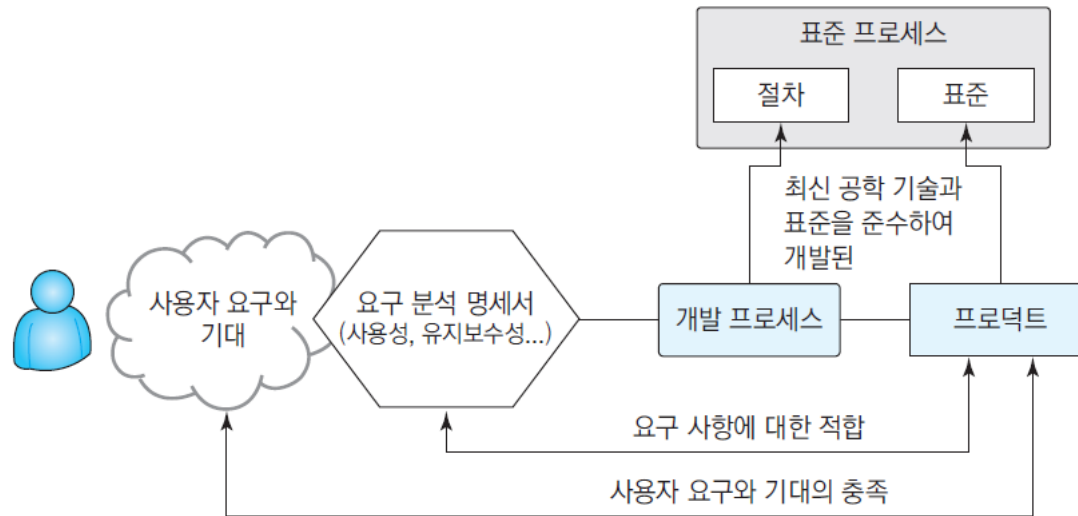 표준 프로세스
절차
표준
최신 공학 기술과
표준을 준수하여
개발된
사용자 요구와
기대
요구 분석 명세서
(사용성, 유지보수성...)
개발 프로세스
프로덕트
요구 사항에 대한 적합
사용자 요구와 기대의 충족